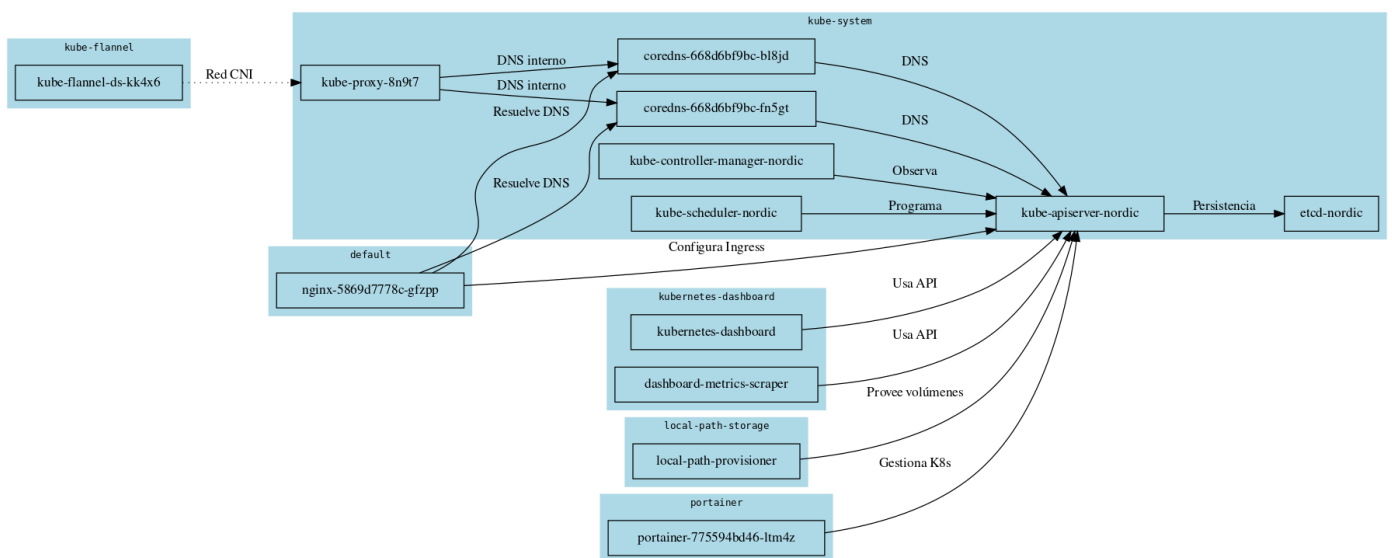 kube-system
kube-flannel
kube-flannel-ds-kk4x6
Red CNI
kube-proxy-8n9t7
DNS interno
DNS interno
Resuelve DNS
Resuelve DNS
coredns-668d6bf9bc-bl8jd
coredns-668d6bf9bc-fn5gt
DNS
DNS
kube-controller-manager-nordic
Observa
kube-scheduler-nordic
Programa
kube-apiserver-nordic
Persistencia
etcd-nordic
Configura Ingress
default
nginx-5869d7778c-gfzpp
kubernetes-dashboard
kubernetes-dashboard
Usa API
dashboard-metrics-scraper
Usa API
Provee volúmenes
local-path-storage
local-path-provisioner
Gestiona K8s
portainer
portainer-775594bd46-ltm4z